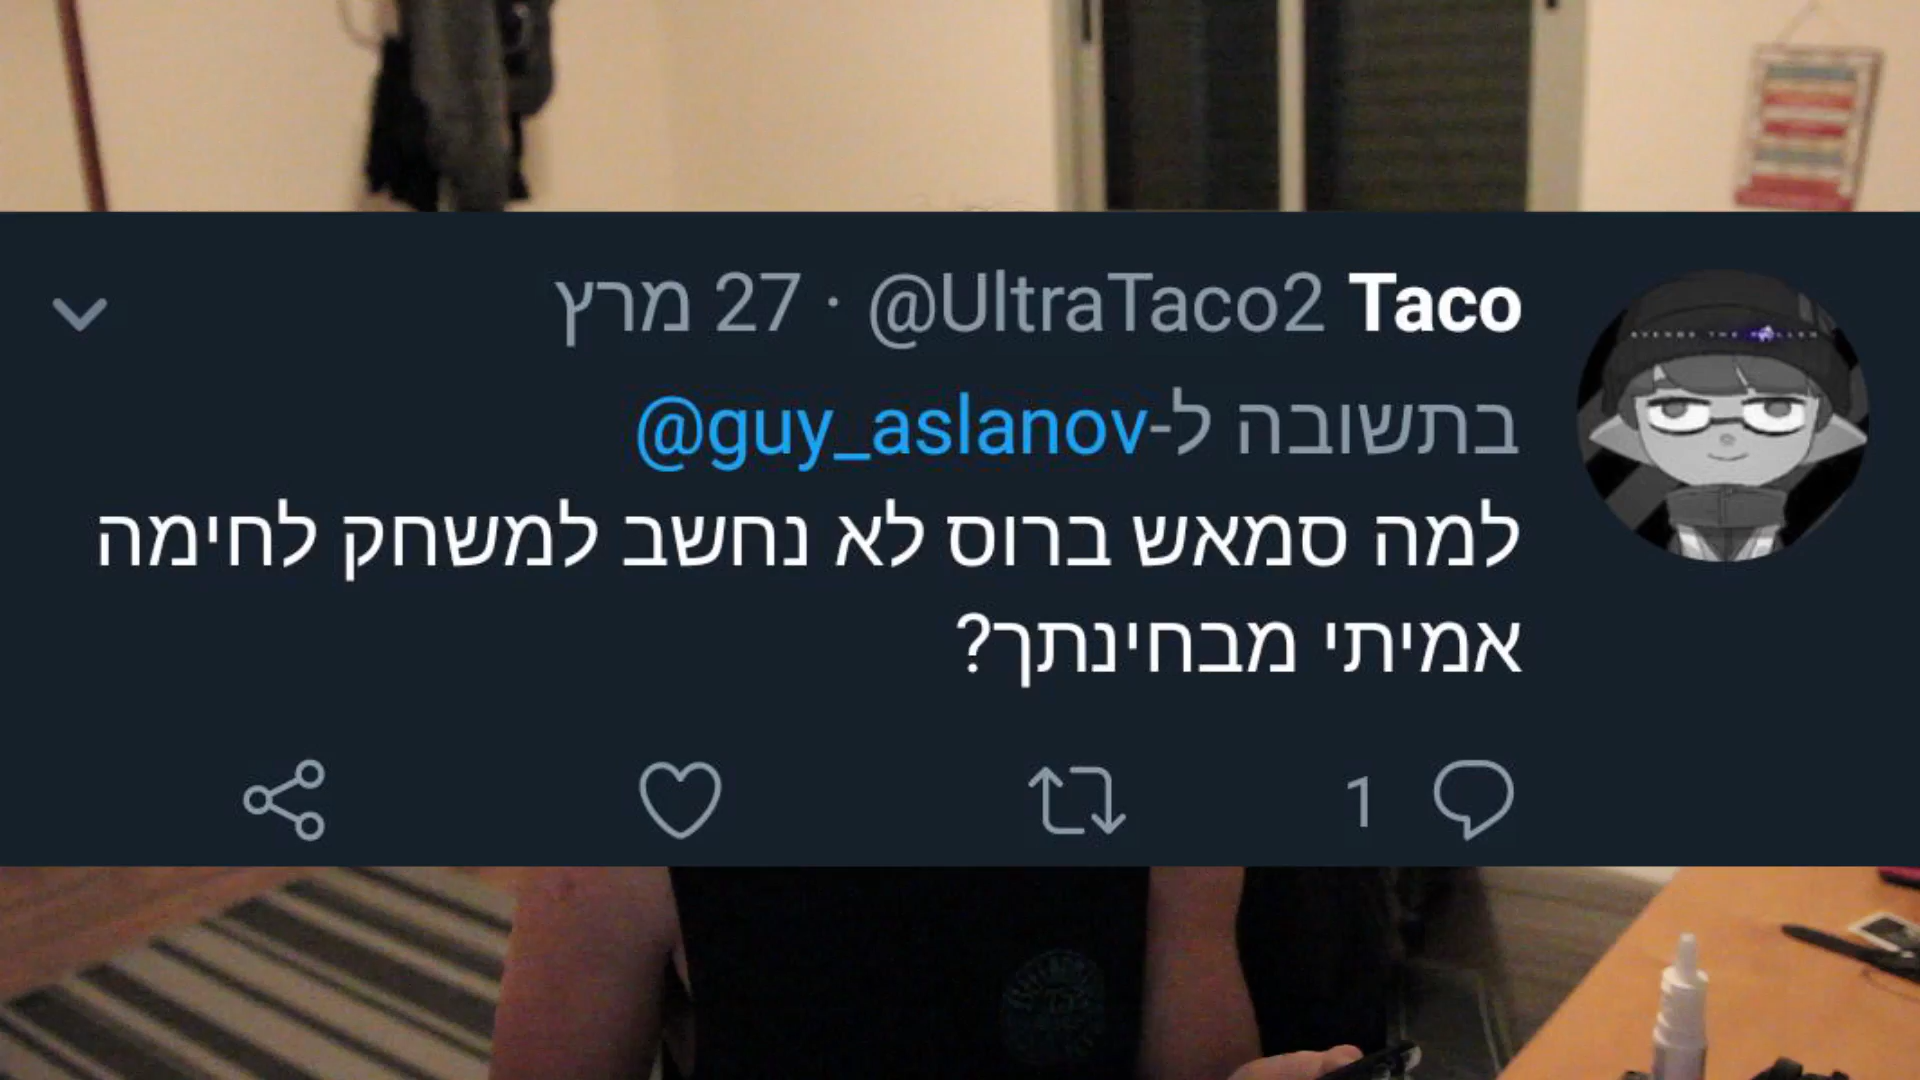 Taco @UltraTaco2 · 27 מרץ
בתשובה ל-@guy_aslanov
למה סמאש ברוס לא נחשב למשחק לחימה
אמיתי מבחינתך?
1